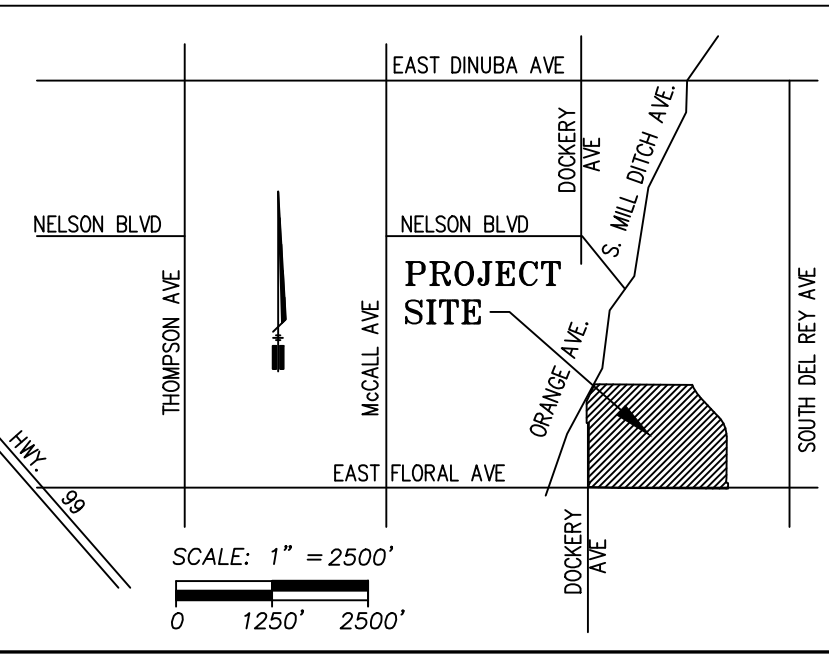 EAST DINUBA AVE
DOCKERY
AVE
S. MILL DITCH AVE.
NELSON BLVD
NELSON BLVD
PROJECT
SITE
THOMPSON AVE
McCALL AVE
ORANGE AVE.
SOUTH DEL REY AVE
HWY.
99
EAST FLORAL AVE
DOCKERY
AVE
SCALE: 1" = 2500'
0 1250' 2500'